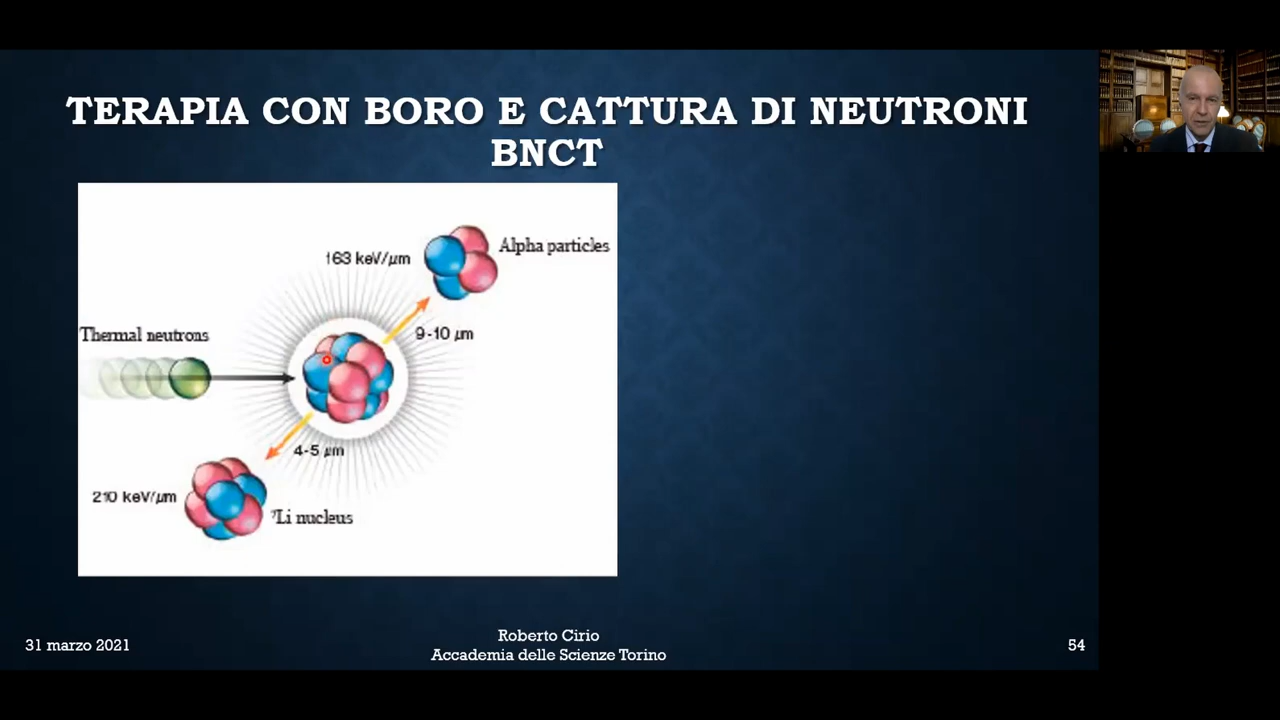 TERAPIA CON BORO E CATTURA DI NEUTRONI
BNCT
163 keV/μm
Alpha particles
Thermal neutrons
9-10 μm
4-5 μm
210 keV/μm
⁷Li nucleus
31 marzo 2021
Roberto Cirio
Accademia delle Scienze Torino
54